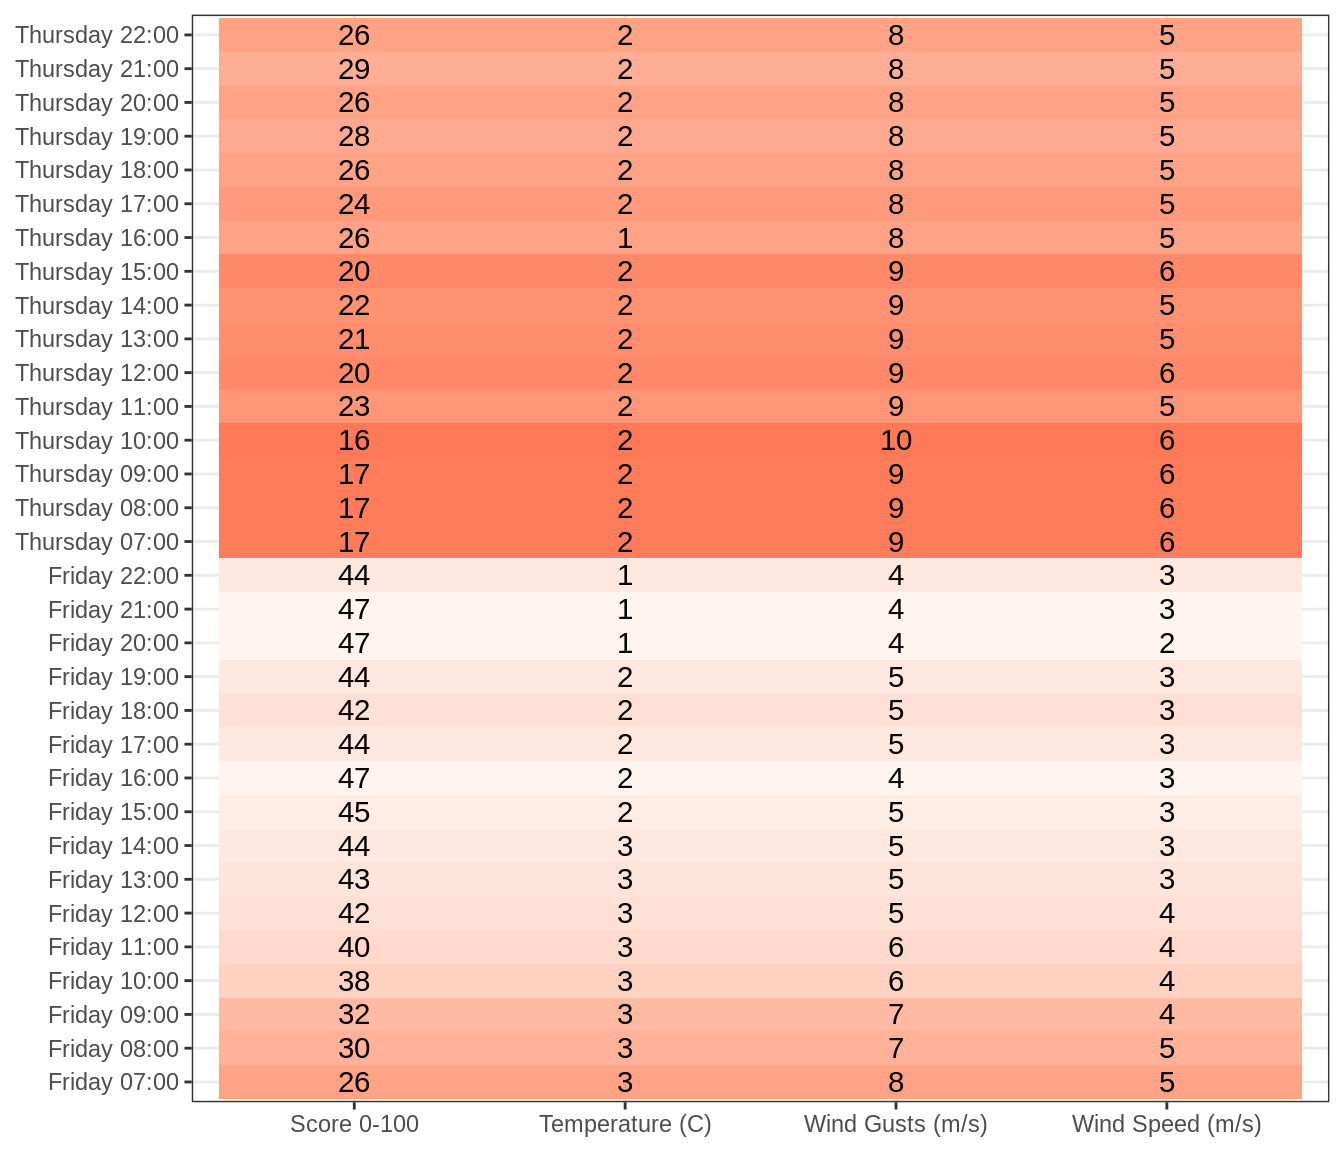 Thursday 22:00 26 2 8 5
Thursday 21:00 29 2 8 5
Thursday 20:00 26 2 8 5
Thursday 19:00 28 2 8 5
Thursday 18:00 26 2 8 5
Thursday 17:00 24 2 8 5
Thursday 16:00 26 1 8 5
Thursday 15:00 20 2 9 6
Thursday 14:00 22 2 9 5
Thursday 13:00 21 2 9 5
Thursday 12:00 20 2 9 6
Thursday 11:00 23 2 9 5
Thursday 10:00 16 2 10 6
Thursday 09:00 17 2 9 6
Thursday 08:00 17 2 9 6
Thursday 07:00 17 2 9 6
Friday 22:00 44 1 4 3
Friday 21:00 47 1 4 3
Friday 20:00 47 1 4 2
Friday 19:00 44 2 5 3
Friday 18:00 42 2 5 3
Friday 17:00 44 2 5 3
Friday 16:00 47 2 4 3
Friday 15:00 45 2 5 3
Friday 14:00 44 3 5 3
Friday 13:00 43 3 5 3
Friday 12:00 42 3 5 4
Friday 11:00 40 3 6 4
Friday 10:00 38 3 6 4
Friday 09:00 32 3 7 4
Friday 08:00 30 3 7 5
Friday 07:00 26 3 8 5
Score 0-100 Temperature (C) Wind Gusts (m/s) Wind Speed (m/s)